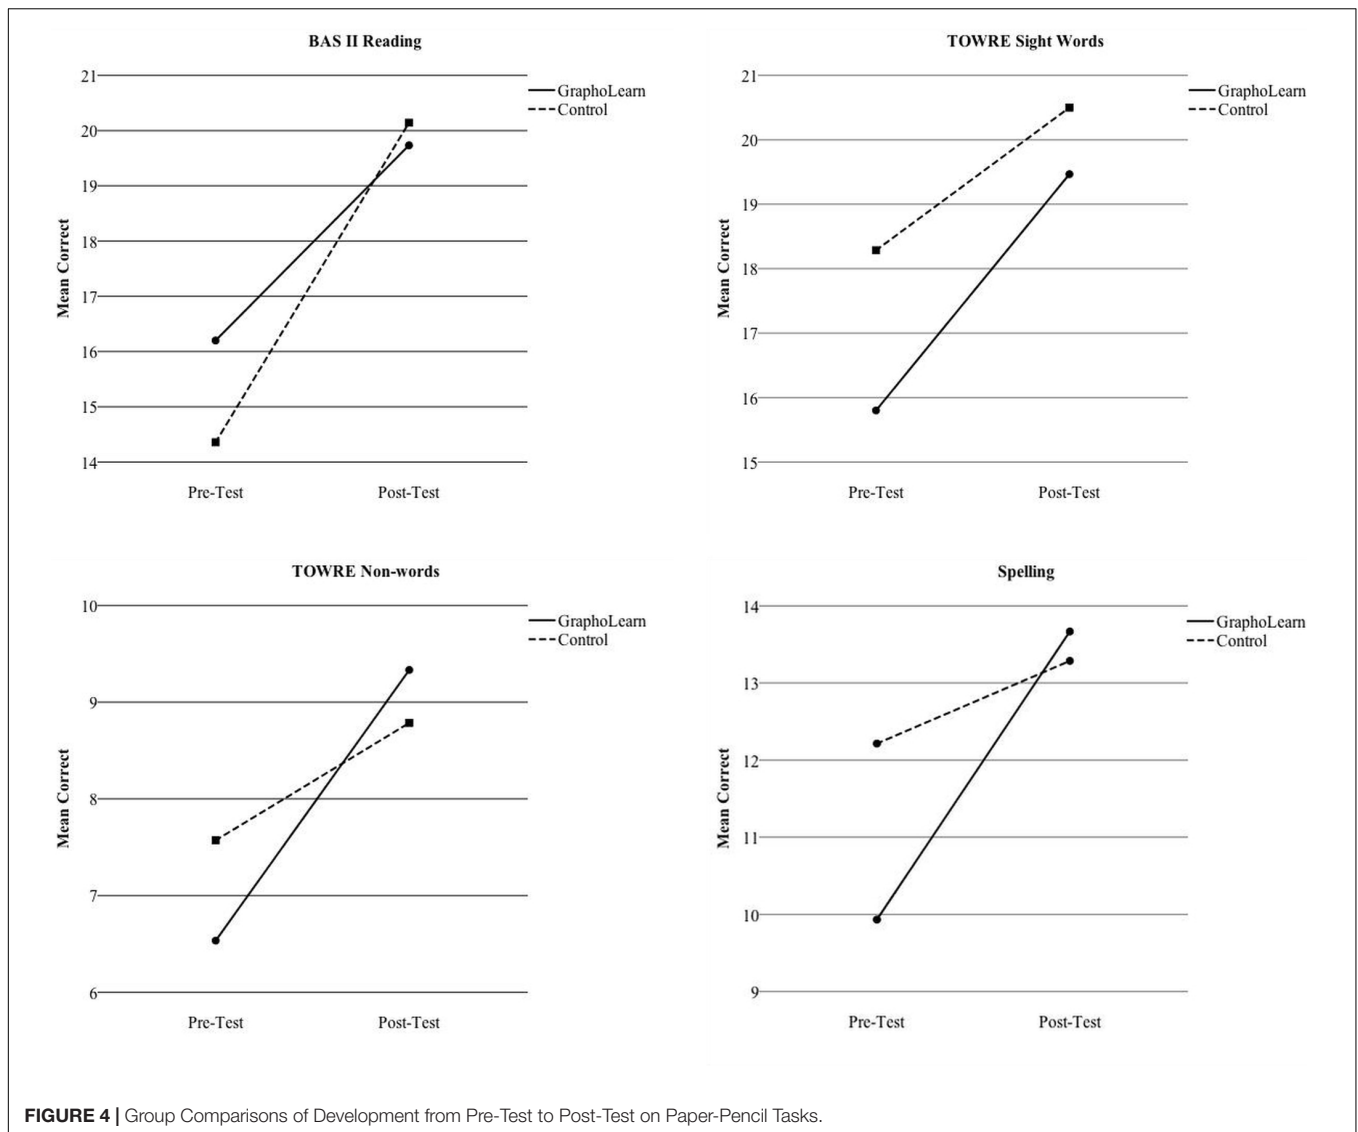 BAS II Reading
21
20
19
18
17
16
15
14
Mean Correct
Pre-Test
Post-Test
GraphoLearn
Control
TOWRE Sight Words
21
20
19
18
17
16
15
Mean Correct
Pre-Test
Post-Test
GraphoLearn
Control
TOWRE Non-words
10
9
8
7
6
Mean Correct
Pre-Test
Post-Test
GraphoLearn
Control
Spelling
14
13
12
11
10
9
Mean Correct
Pre-Test
Post-Test
GraphoLearn
Control
FIGURE 4 | Group Comparisons of Development from Pre-Test to Post-Test on Paper-Pencil Tasks.